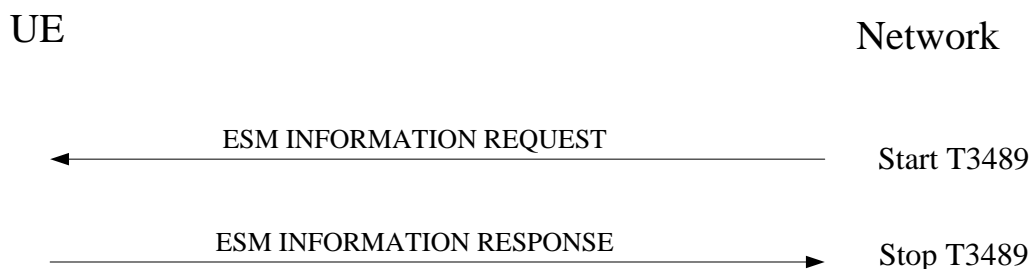 UE
Network
ESM INFORMATION REQUEST
Start T3489
ESM INFORMATION RESPONSE
Stop T3489